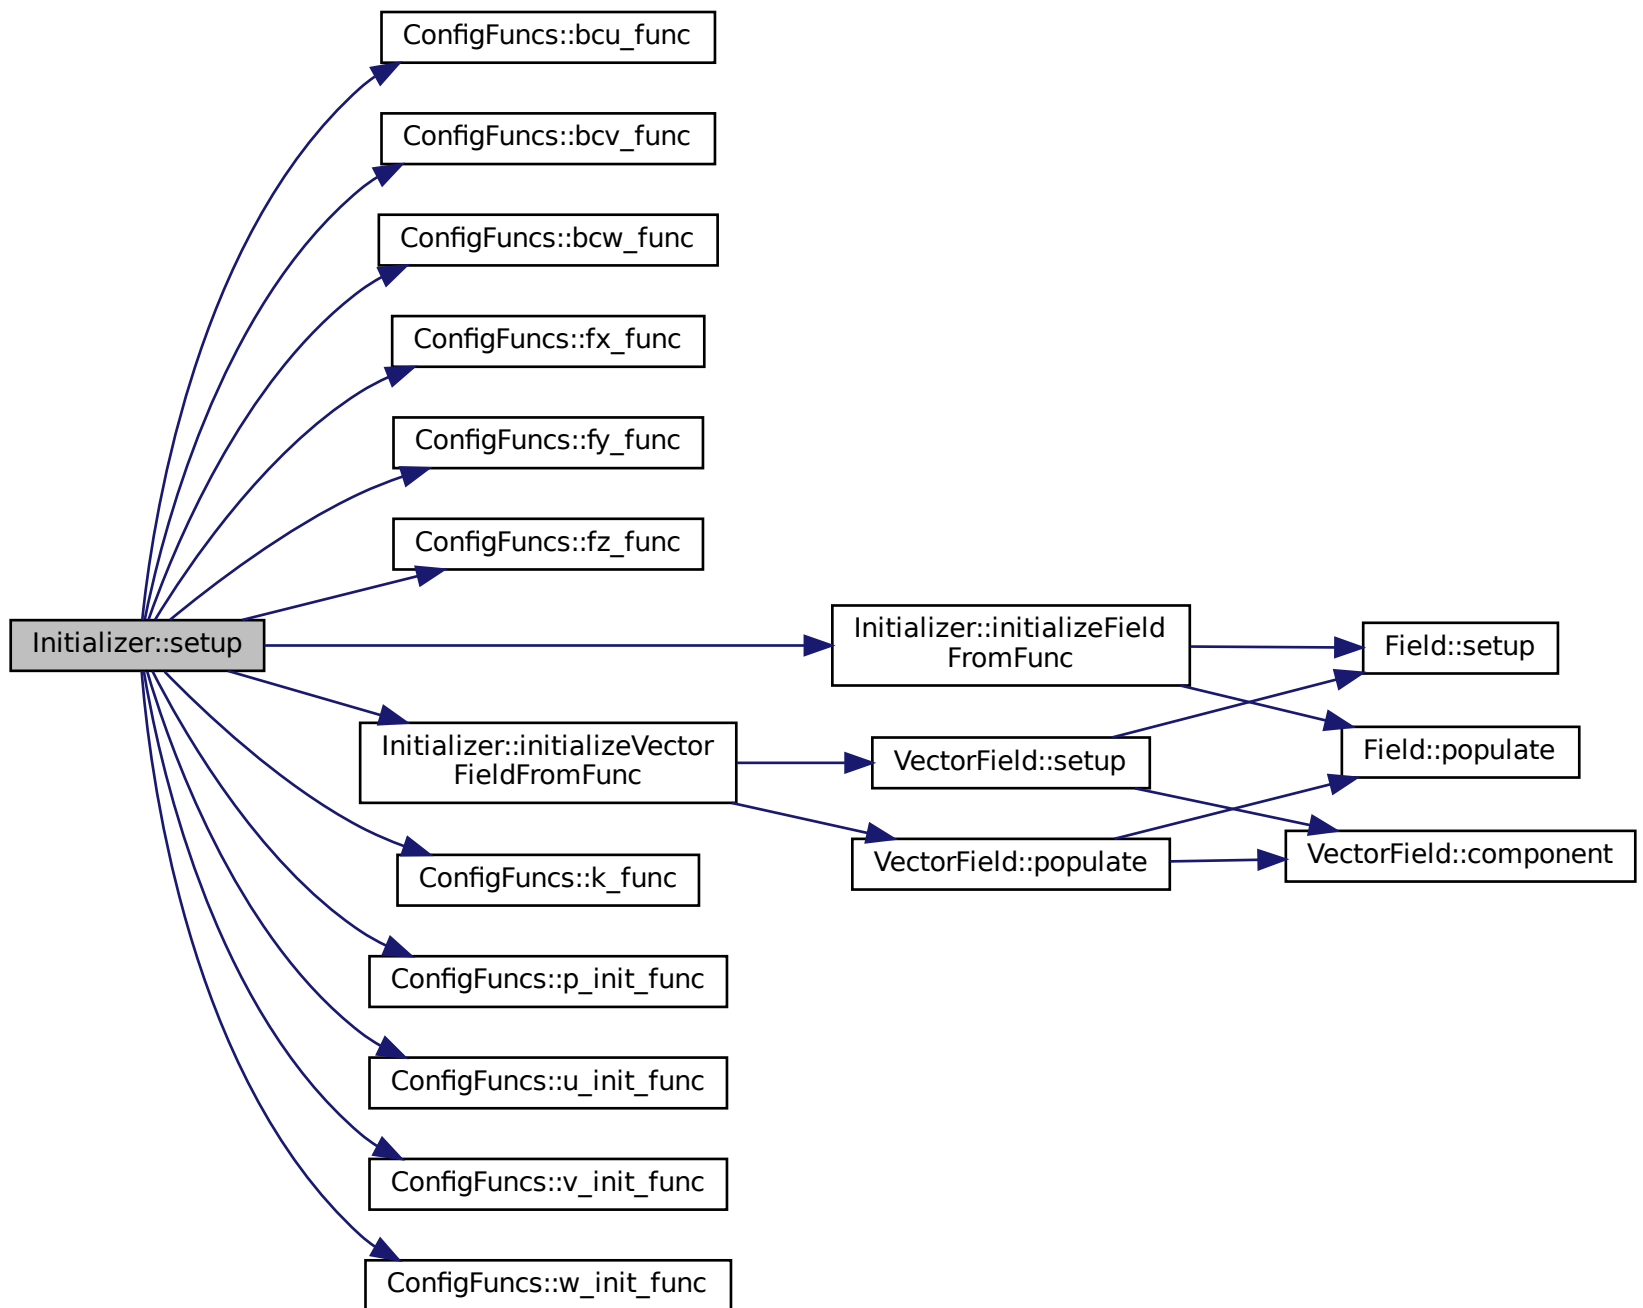 ConfigFuncs::bcu_func
ConfigFuncs::bcv_func
ConfigFuncs::bcw_func
ConfigFuncs::fx_func
ConfigFuncs::fy_func
ConfigFuncs::fz_func
Initializer::setup
Initializer::initializeField
FromFunc
Field::setup
Initializer::initializeVector
FieldFromFunc
VectorField::setup
Field::populate
ConfigFuncs::k_func
VectorField::populate
VectorField::component
ConfigFuncs::p_init_func
ConfigFuncs::u_init_func
ConfigFuncs::v_init_func
ConfigFuncs::w_init_func